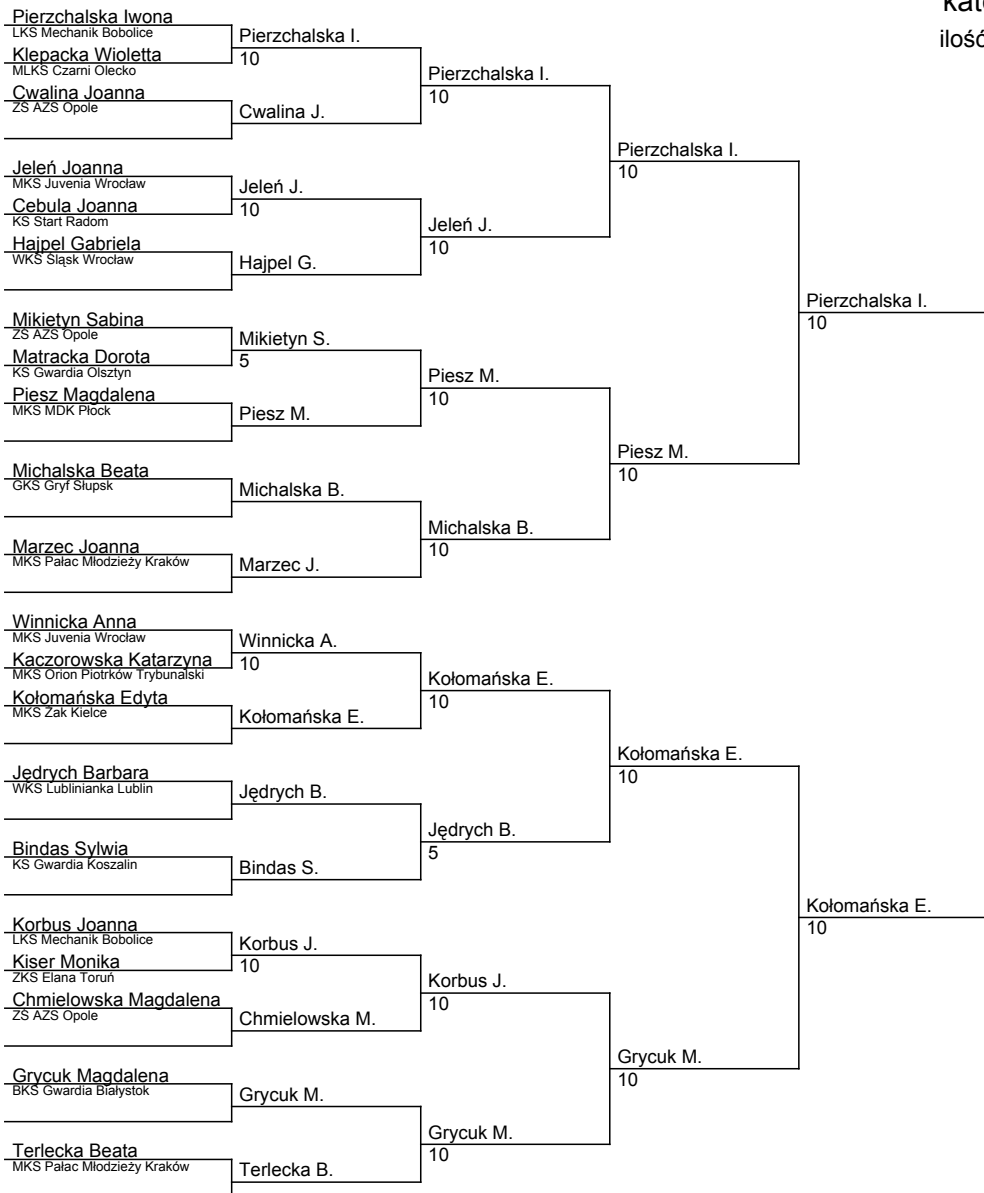 Pierzchalska Iwona
LKS Mechanik Bobolice
Klepacka Wioletta
MLKS Czarni Olecko
Cwalina Joanna
ZŚ AZS Opole
Jeleń Joanna
MKS Juvenia Wrocław
Cebula Joanna
KS Start Radom
Hajpel Gabriela
WKS Śląsk Wrocław
Mikietyn Sabina
ZŚ AZS Opole
Matracka Dorota
KS Gwardia Olsztyn
Piesz Magdalena
MKS MDK Płock
Michalska Beata
GKS Gryf Słupsk
Marzec Joanna
MKS Pałac Młodzieży Kraków
Winnicka Anna
MKS Juvenia Wrocław
Kaczorowska Katarzyna
MKS Orion Piotrków Trybunalski
Kołomańska Edyta
MKS Żak Kielce
Jędrych Barbara
WKS Lublinianka Lublin
Bindas Sylwia
KS Gwardia Koszalin
Korbus Joanna
LKS Mechanik Bobolice
Kiser Monika
ZKS Elana Toruń
Chmielowska Magdalena
ZŚ AZS Opole
Grycuk Magdalena
BKS Gwardia Białystok
Terlecka Beata
MKS Pałac Młodzieży Kraków
Pierzchalska I.
10
Cwalina J.
Jeleń J.
10
Hajpel G.
Mikietyn S.
5
Piesz M.
Michalska B.
Marzec J.
Winnicka A.
10
Kołomańska E.
Jędrych B.
Bindas S.
Korbus J.
10
Chmielowska M.
Grycuk M.
Terlecka B.
Pierzchalska I.
10
Jeleń J.
10
Piesz M.
10
Michalska B.
10
Kołomańska E.
10
Jędrych B.
5
Korbus J.
10
Grycuk M.
10
Pierzchalska I.
10
Piesz M.
10
Kołomańska E.
10
Grycuk M.
10
Pierzchalska I.
10
Kołomańska E.
10
ilość